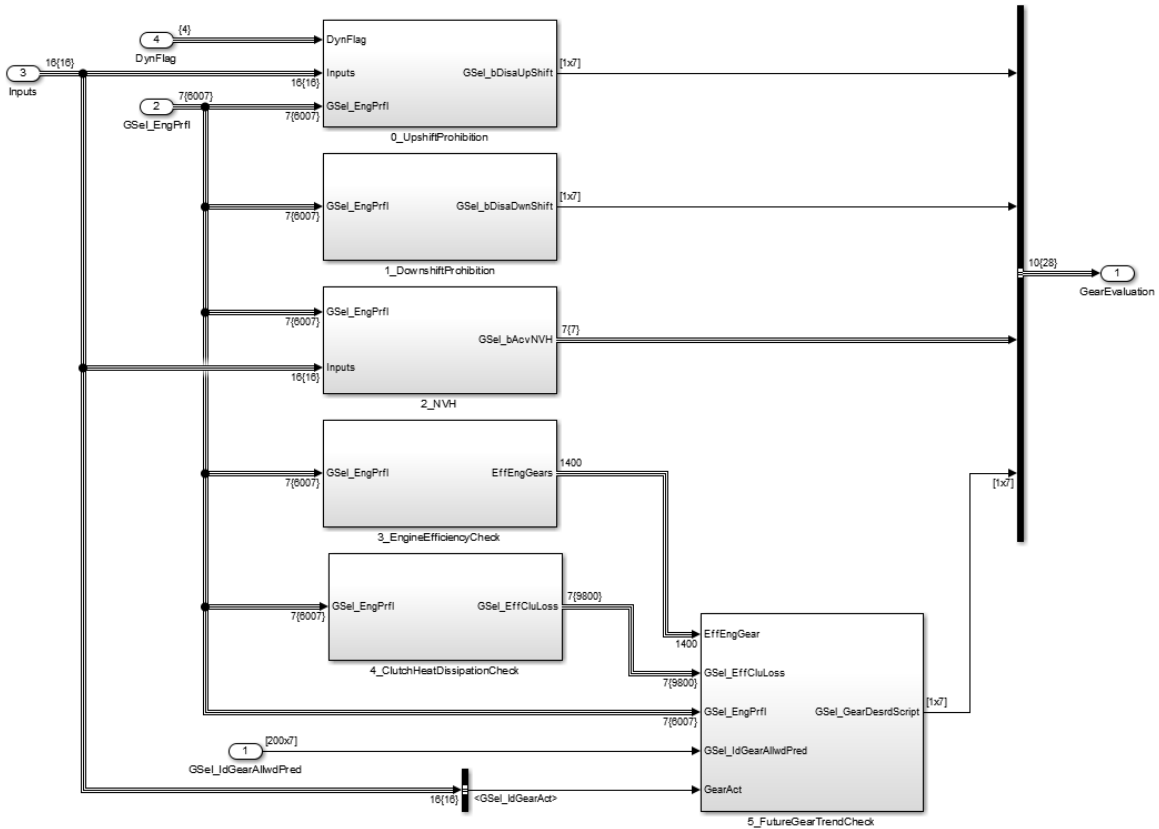 4
{4}
DynFlag
3
16{16}
Inputs
2
7{6007}
GSel_EngPrfl
DynFlag
Inputs
16{16}
GSel_EngPrfl
7{6007}
GSel_bDisaUpShift
[1x7]
0_UpshiftProhibition
GSel_EngPrfl
7{6007}
GSel_bDisaDwnShift
[1x7]
1_DownshiftProhibition
GSel_EngPrfl
7{6007}
Inputs
16{16}
GSel_bAcvNVH
7{7}
2_NVH
10{28}
1
GearEvaluation
GSel_EngPrfl
7{6007}
EffEngGears
1400
3_EngineEfficiencyCheck
[1x7]
GSel_EngPrfl
7{6007}
GSel_EffCluLoss
7{9800}
4_ClutchHeatDissipationCheck
EffEngGear
1400
GSel_EffCluLoss
7{9800}
GSel_EngPrfl
7{6007}
GSel_GearDesrdScript
[1x7]
1
[200x7]
GSel_IdGearAllwdPred
GSel_IdGearAllwdPred
16{16}
<GSel_IdGearAct>
GearAct
5_FutureGearTrendCheck